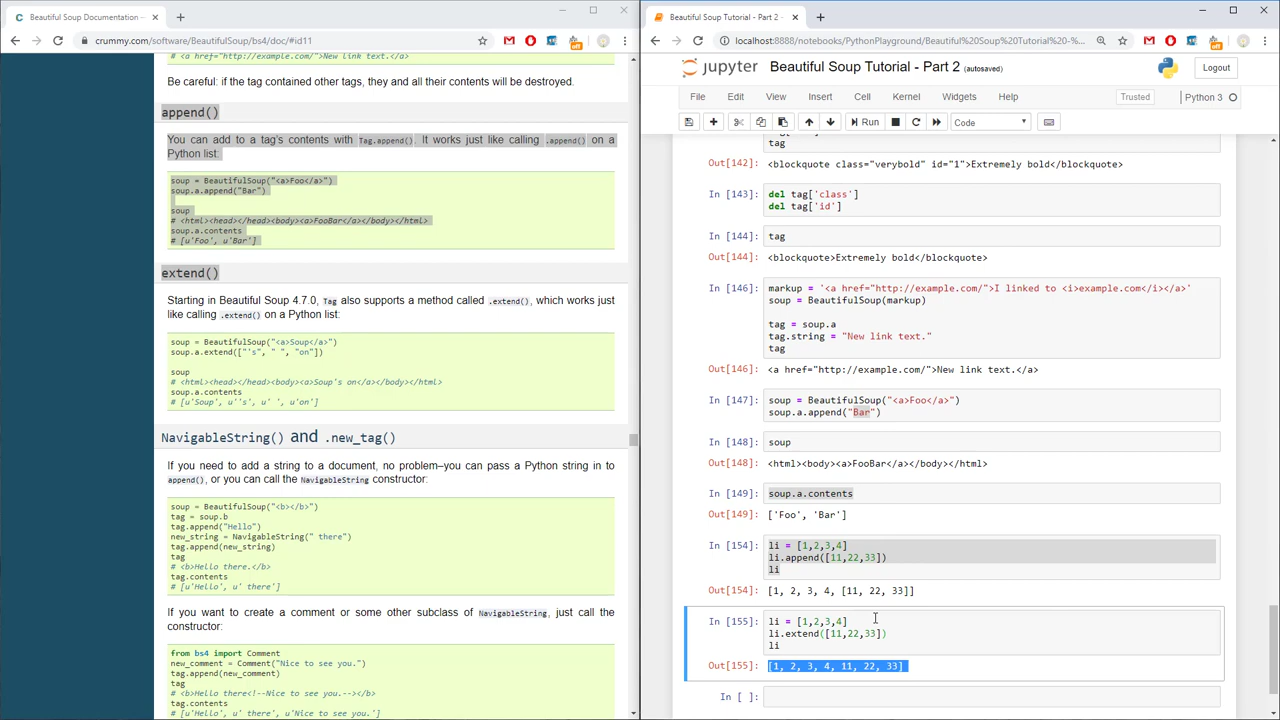 Beautiful Soup Documentation -
crummy.com/software/BeautifulSoup/bs4/doc/#id11
# <a href="http://example.com/">New link text.</a>
Be careful: if the tag contained other tags, they and all their contents will be destroyed.
append()
You can add to a tag's contents with Tag.append(). It works just like calling .append() on a
Python list:
soup = BeautifulSoup("<a>Foo</a>")
soup.a.append("Bar")
soup
# <html><head></head><body><a>FooBar</a></body></html>
soup.a.contents
# [u'Foo', u'Bar']
extend()
Starting in Beautiful Soup 4.7.0, Tag also supports a method called .extend(), which works just
like calling .extend() on a Python list:
soup = BeautifulSoup("<a>Soup</a>")
soup.a.extend(["'s", " ", "on"])
soup
# <html><head></head><body><a>Soup's on</a></body></html>
soup.a.contents
# [u'Soup', u''s', u' ', u'on']
NavigableString() and .new_tag()
If you need to add a string to a document, no problem–you can pass a Python string in to
append(), or you can call the NavigableString constructor:
soup = BeautifulSoup("<b></b>")
tag = soup.b
tag.append("Hello")
new_string = NavigableString(" there")
tag.append(new_string)
tag
# <b>Hello there.</b>
tag.contents
# [u'Hello', u' there']
If you want to create a comment or some other subclass of NavigableString, just call the
constructor:
from bs4 import Comment
new_comment = Comment("Nice to see you.")
tag.append(new_comment)
tag
# <b>Hello there<!--Nice to see you.--></b>
tag.contents
# [u'Hello', u' there', u'Nice to see you.']
Beautiful Soup Tutorial - Part 2 -
localhost:8888/notebooks/PythonPlayground/Beautiful%20Soup%20Tutorial%20-%...
jupyter Beautiful Soup Tutorial - Part 2 (autosaved) Logout
File Edit View Insert Cell Kernel Widgets Help Trusted Python 3
Run Code
tag
Out[142]: <blockquote class="verybold" id="1">Extremely bold</blockquote>
In [143]: del tag['class']
del tag['id']
In [144]: tag
Out[144]: <blockquote>Extremely bold</blockquote>
In [146]: markup = '<a href="http://example.com/">I linked to <i>example.com</i></a>'
soup = BeautifulSoup(markup)
tag = soup.a
tag.string = "New link text."
tag
Out[146]: <a href="http://example.com/">New link text.</a>
In [147]: soup = BeautifulSoup("<a>Foo</a>")
soup.a.append("Bar")
In [148]: soup
Out[148]: <html><body><a>FooBar</a></body></html>
In [149]: soup.a.contents
Out[149]: ['Foo', 'Bar']
In [154]: li = [1,2,3,4]
li.append([11,22,33])
li
Out[154]: [1, 2, 3, 4, [11, 22, 33]]
In [155]: li = [1,2,3,4]
li.extend([11,22,33])
li
Out[155]: [1, 2, 3, 4, 11, 22, 33]
In [ ]: